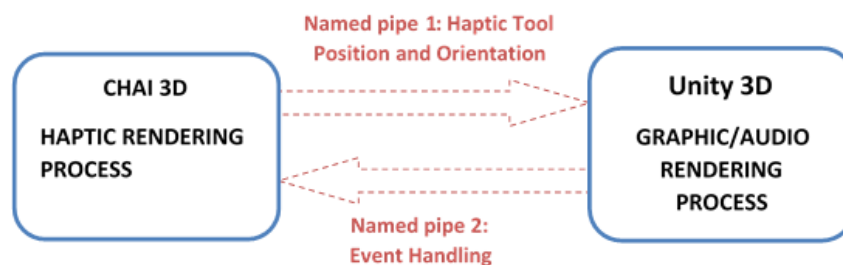 Named pipe 1: Haptic Tool
Position and Orientation
CHAI 3D
HAPTIC RENDERING
PROCESS
Unity 3D
GRAPHIC/AUDIO
RENDERING
PROCESS
Named pipe 2:
Event Handling